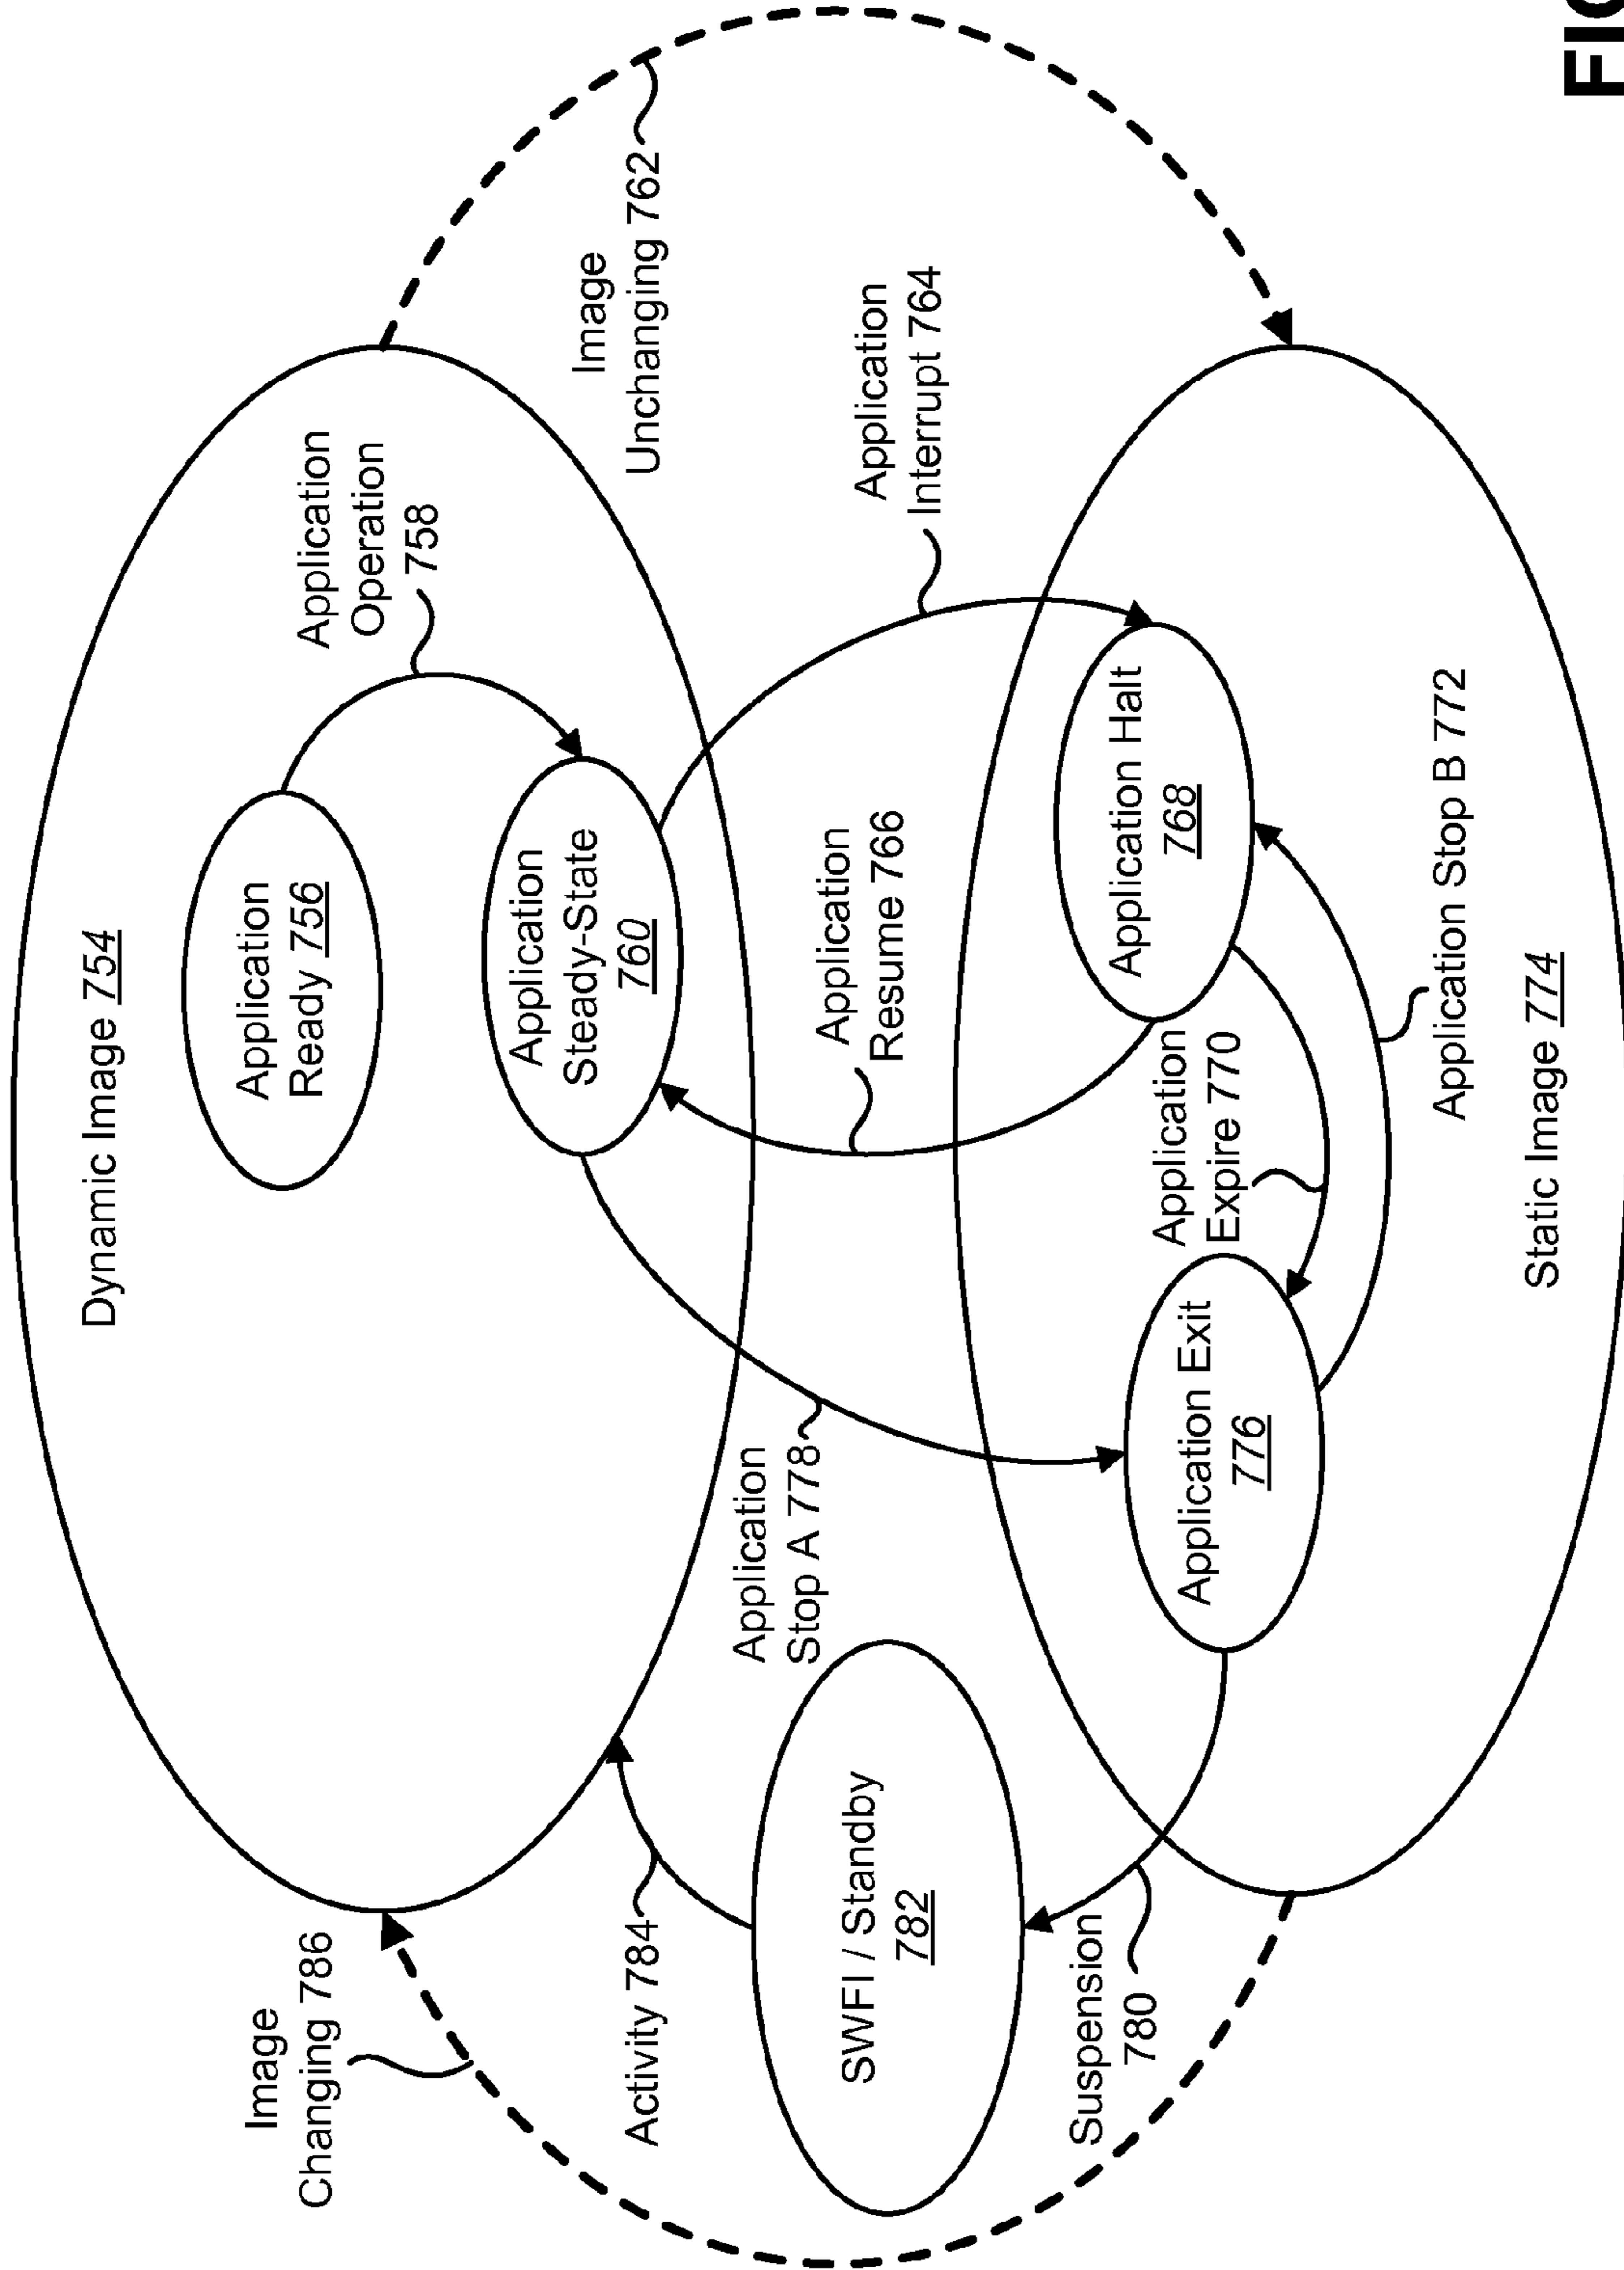 Dynamic Image 754
Image
Changing 786
Application
Ready 756
Application
Operation
758
Application
Steady-State
760
Image
Unchanging 762
Activity 784
Application
Stop A 778
Application
Resume 766
Application
Interrupt 764
SWFI / Standby
782
Suspension
780
Application Exit
776
Application
Expire 770
Application Halt
768
Application Stop B 772
Static Image 774
FIG